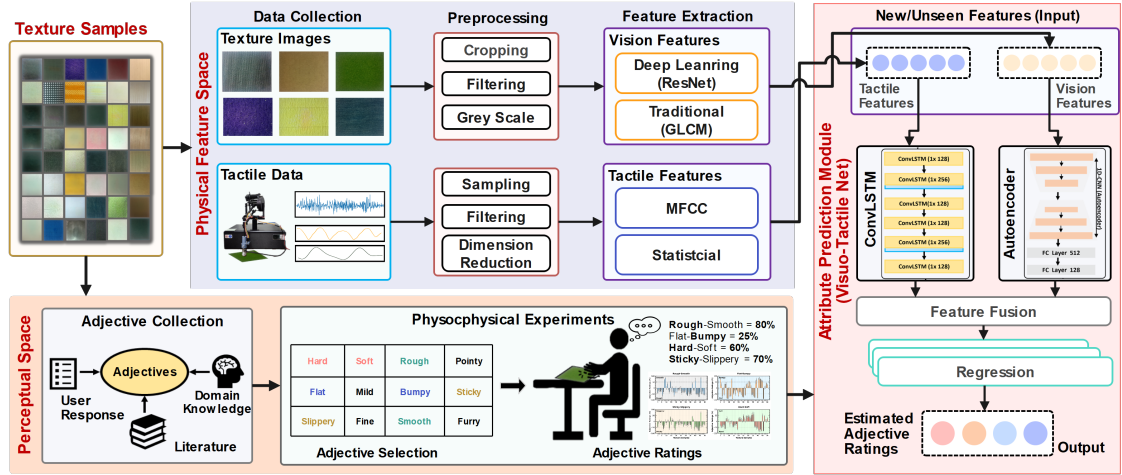 Texture Samples
Physical Feature Space
Data Collection
Texture Images
Tactile Data
Preprocessing
Cropping
Filtering
Grey Scale
Sampling
Filtering
Dimension
Reduction
Feature Extraction
Vision Features
Deep Leanring
(ResNet)
Traditional
(GLCM)
Tactile Features
MFCC
Statistcial
Perceptual Space
Adjective Collection
Adjectives
User
Response
Domain
Knowledge
Literature
Physocphysical Experiments
Hard Soft Rough Pointy
Flat Mild Bumpy Sticky
Slippery Fine Smooth Furry
Adjective Selection
Rough-Smooth = 80%
Flat-Bumpy = 25%
Hard-Soft = 60%
Sticky-Slippery = 70%
Adjective Ratings
Attribute Prediction Module
(Visuo-Tactile Net)
New/Unseen Features (Input)
Tactile
Features
Vision
Features
ConvLSTM
ConvLSTM (1x 128)
ConvLSTM (1x 256)
ConvLSTM(1x 128)
ConvLSTM (1x 128)
ConvLSTM (1x 256)
ConvLSTM (1x 128)
Autoencoder
1D-CNN (Autoencoder)
FC Layer 512
FC Layer 128
Feature Fusion
Regression
Estimated
Adjective
Ratings
Output